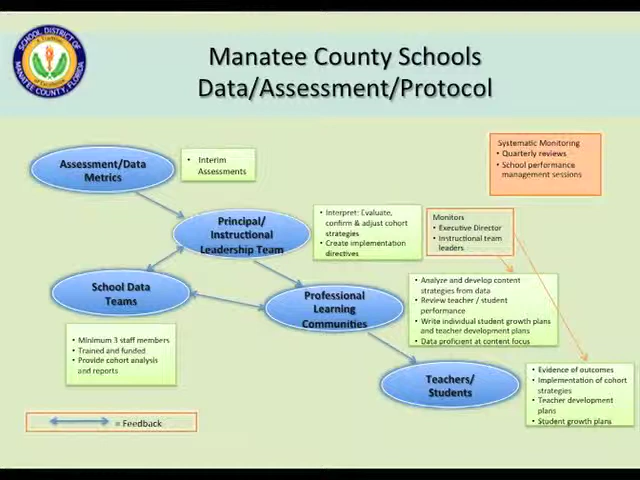 SCHOOL DISTRICT OF
MANATEE COUNTY, FLORIDA
Manatee County Schools
Data/Assessment/Protocol
Systematic Monitoring
• Quarterly reviews
• School performance
management sessions
Assessment/Data
Metrics
• Interim
Assessments
Principal/
Instructional
Leadership Team
• Interpret: Evaluate,
confirm & adjust cohort
strategies
• Create implementation
directives
Monitors
• Executive Director
• Instructional team
leaders
School Data
Teams
Professional
Learning
Communities
• Analyze and develop content
strategies from data
• Review teacher / student
performance
• Write individual student growth plans
and teacher development plans
• Data proficient at content focus
• Minimum 3 staff members
• Trained and funded
• Provide cohort analysis
and reports
Teachers/
Students
• Evidence of outcomes
• Implementation of cohort
strategies
• Teacher development
plans
• Student growth plans
= Feedback